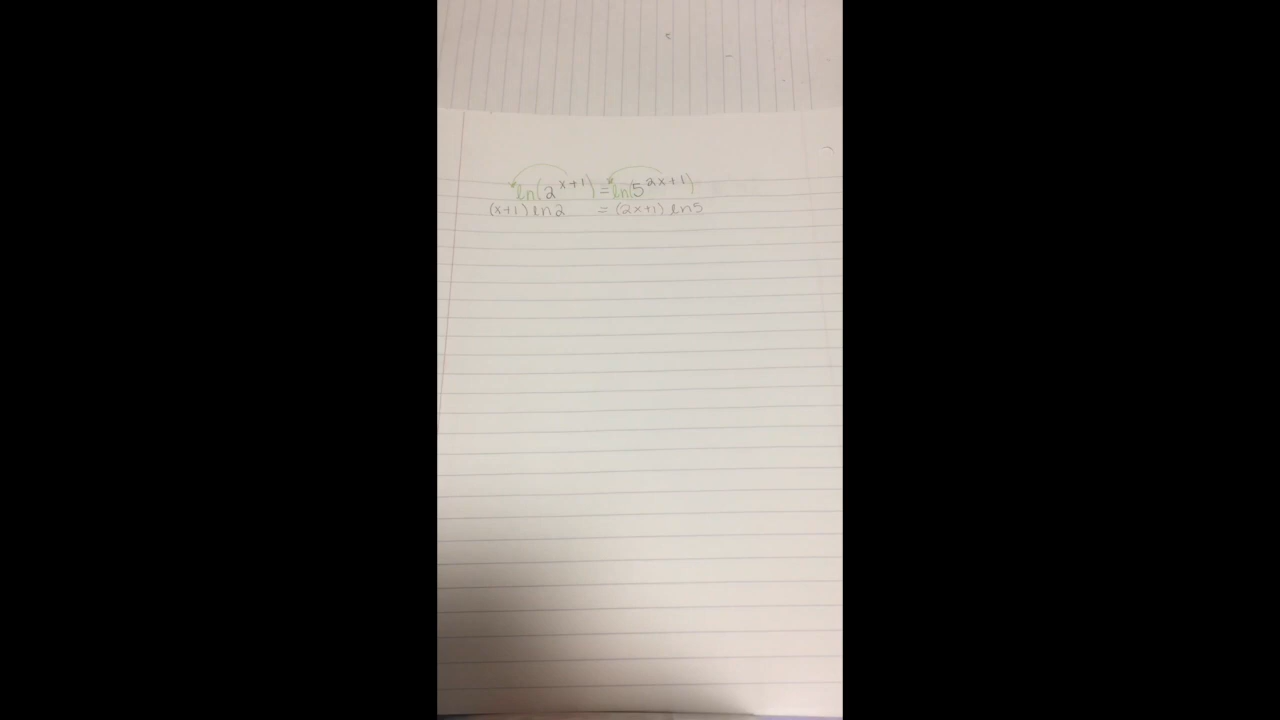 ln(2^{x+1}) = ln(5^{2x+1})
(x+1) ln2 = (2x+1) ln5